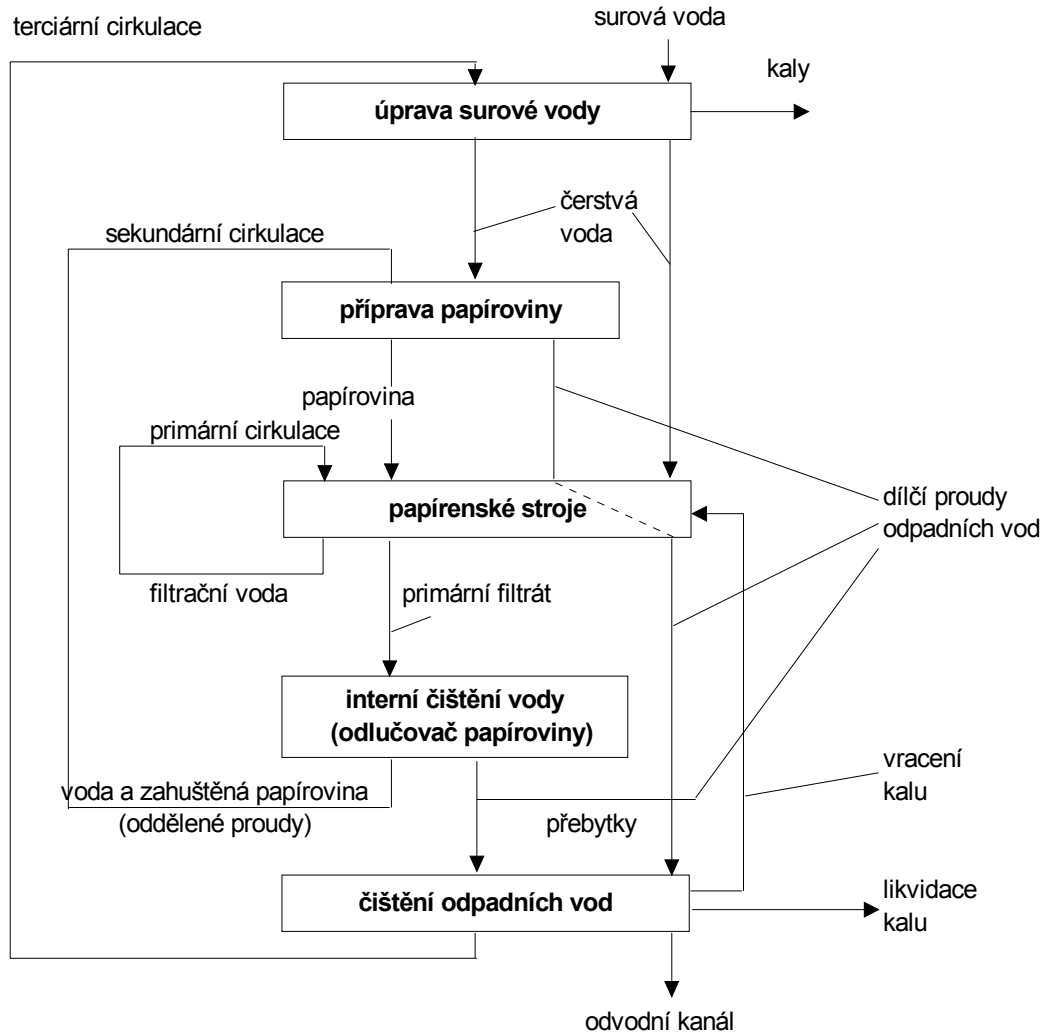 terciární cirkulace
surová voda
kaly
úprava surové vody
čerstvá
voda
sekundární cirkulace
příprava papíroviny
papírovina
primární cirkulace
papírenské stroje
dílčí proudy
odpadních vod
filtrační voda
primární filtrát
interní čištění vody
(odlučovač papíroviny)
voda a zahuštěná papírovina
(oddělené proudy)
přebytky
vracení
kalu
čištění odpadních vod
likvidace
kalu
odvodní kanál